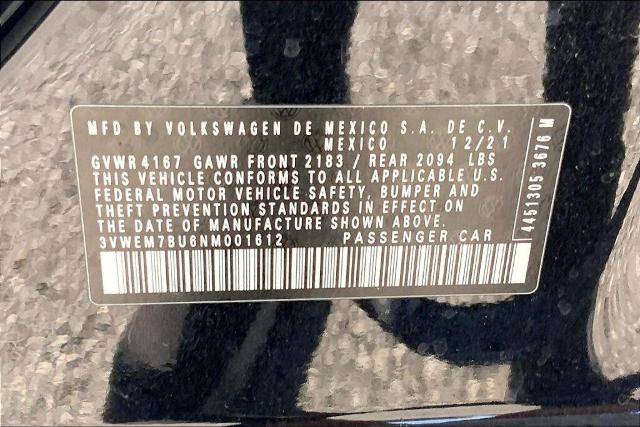 MFD BY VOLKSWAGEN DE MEXICO S.A. DE C.V.
MEXICO 12/21
GVWR 4167 GAWR FRONT 2183 / REAR 2094 LBS
THIS VEHICLE CONFORMS TO ALL APPLICABLE U.S.
FEDERAL MOTOR VEHICLE SAFETY, BUMPER AND
THEFT PREVENTION STANDARDS IN EFFECT ON
THE DATE OF MANUFACTURE SHOWN ABOVE.
3VWEM7BU6NM001612 PASSENGER CAR
4451305 3676 M